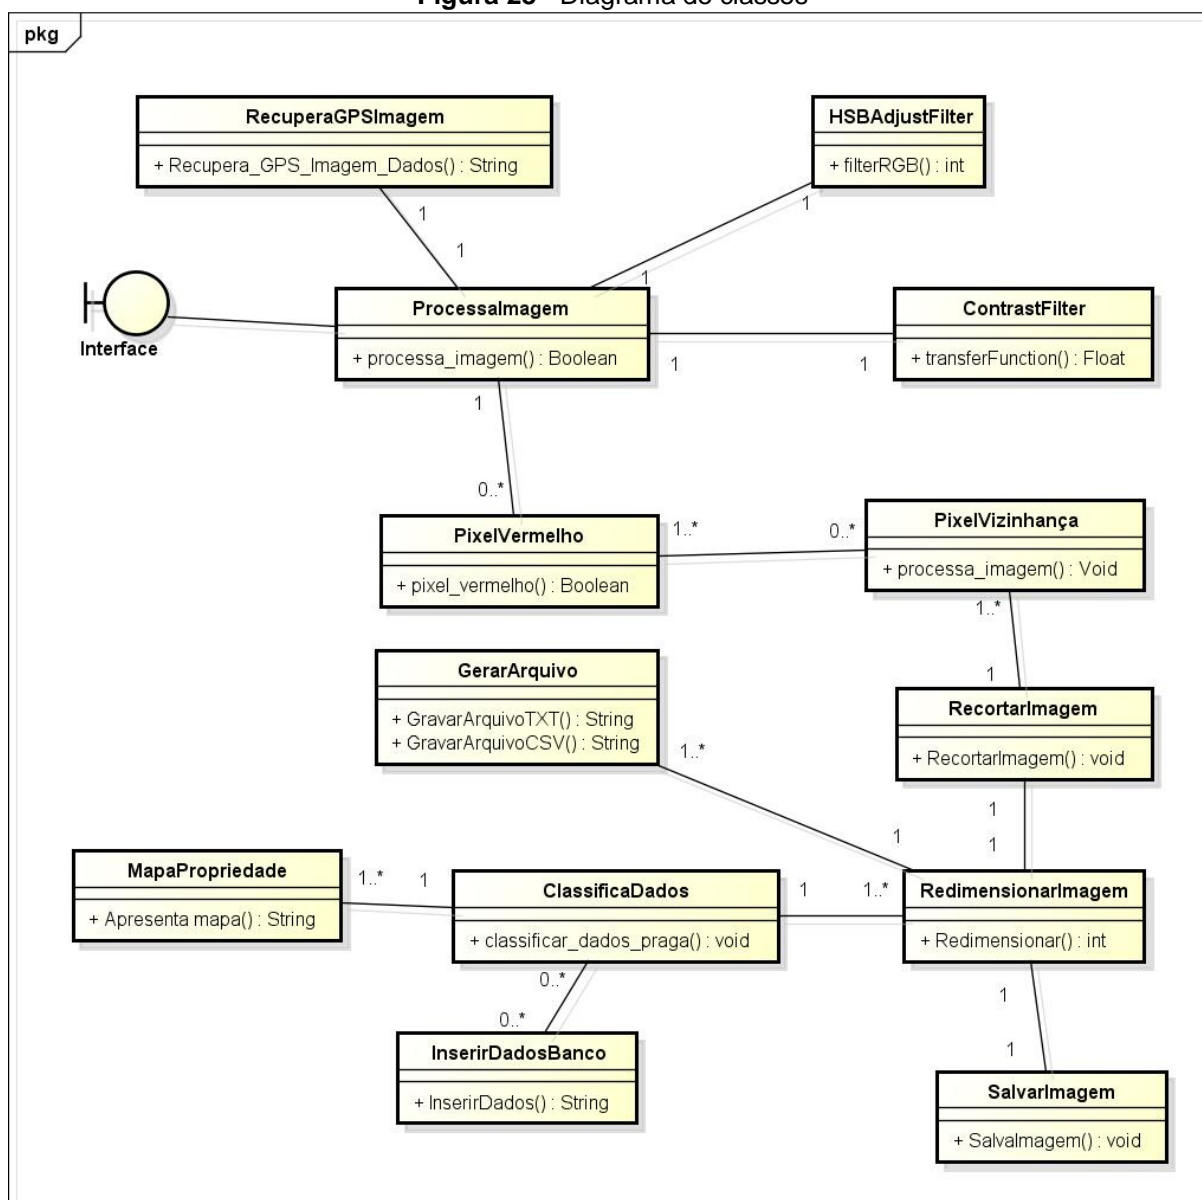 Diagrama de classes
pkg
RecuperaGPSImagem
+ Recupera_GPS_Imagem_Dados() : String
HSBAdjustFilter
+ filterRGB() : int
1
1
1
1
Interface
ProcessaImagem
+ processa_imagem() : Boolean
ContrastFilter
+ transferFunction() : Float
1
1
1
0..*
PixelVermelho
+ pixel_vermelho() : Boolean
1..*
0..*
PixelVizinhança
+ processa_imagem() : Void
1..*
1
GerarArquivo
+ GravarArquivoTXT() : String
+ GravarArquivoCSV() : String
1..*
1
RecortarImagem
+ RecortarImagem() : void
1
1
MapaPropriedade
+ Apresenta mapa() : String
1..*
1
ClassificaDados
+ classificar_dados_praga() : void
1
1..*
RedimensionarImagem
+ Redimensionar() : int
0..*
0..*
InserirDadosBanco
+ InserirDados() : String
1
1
SalvarImagem
+ SalvaImagem() : void